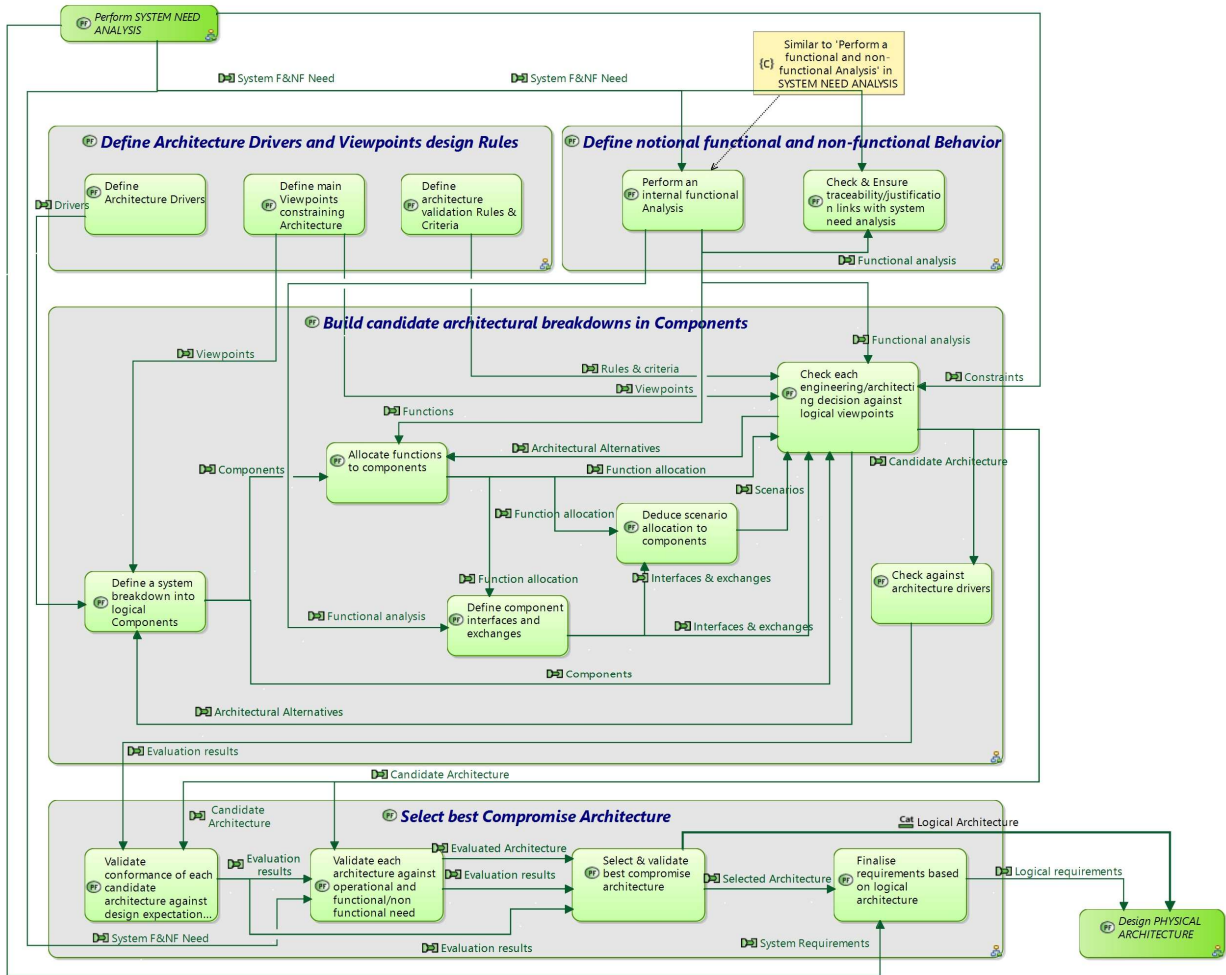 Perform SYSTEM NEED
ANALYSIS
System F&NF Need
System F&NF Need
Similar to 'Perform a
functional and non-
functional Analysis' in
SYSTEM NEED ANALYSIS
{C}
Define Architecture Drivers and Viewpoints design Rules
Define notional functional and non-functional Behavior
Drivers
Define
Architecture Drivers
Define main
Viewpoints
constraining
Architecture
Define
architecture
validation Rules &
Criteria
Perform an
internal functional
Analysis
Check & Ensure
traceability/justificatio
n links with system
need analysis
Functional analysis
Build candidate architectural breakdowns in Components
Functional analysis
Viewpoints
Rules & criteria
Viewpoints
Constraints
Check each
engineering/architecti
ng decision against
logical viewpoints
Functions
Architectural Alternatives
Allocate functions
to components
Components
Function allocation
Candidate Architecture
Scenarios
Function allocation
Deduce scenario
allocation to
components
Function allocation
Interfaces & exchanges
Define a system
breakdown into
logical
Components
Functional analysis
Define component
interfaces and
exchanges
Interfaces & exchanges
Check against
architecture drivers
Components
Architectural Alternatives
Evaluation results
Candidate Architecture
Select best Compromise Architecture
Candidate
Architecture
Cat
Logical Architecture
Validate
conformance of each
candidate
architecture against
design expectation...
Evaluation
results
Validate each
architecture against
operational and
functional/non
functional need
Evaluated Architecture
Evaluation results
Select & validate
best compromise
architecture
Selected Architecture
Finalise
requirements based
on logical
architecture
Logical requirements
System F&NF Need
Evaluation results
System Requirements
Design PHYSICAL
ARCHITECTURE